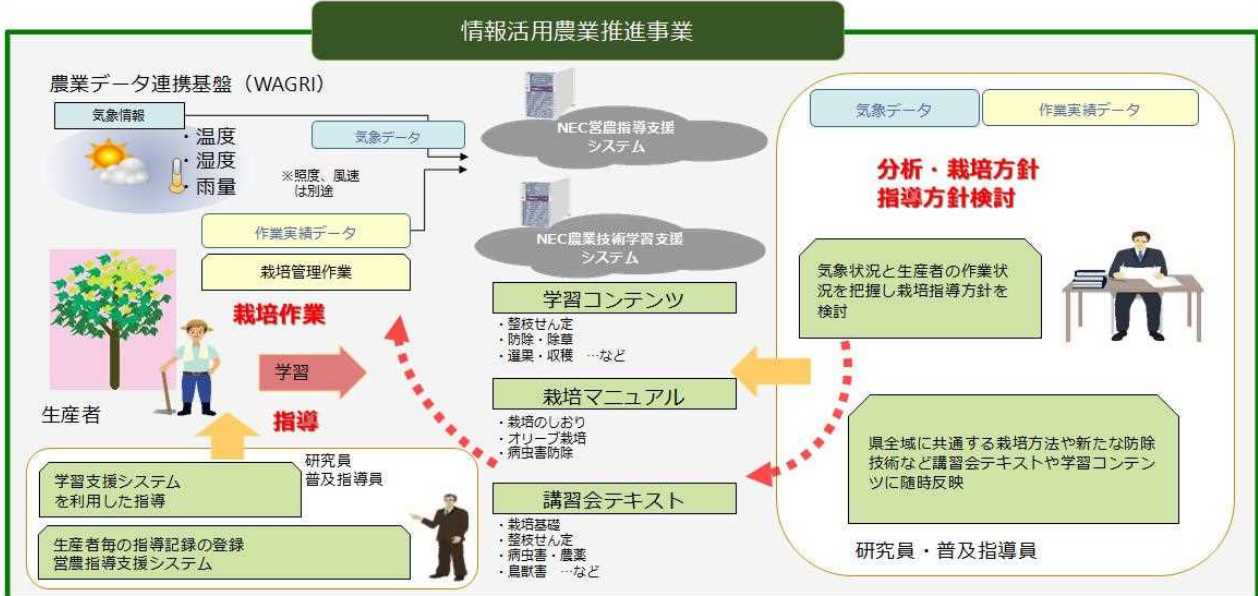 情報活用農業推進事業
農業データ連携基盤（WAGRI）
気象情報
・温度
・湿度
・雨量
気象データ
※照度、風速
は別途
作業実績データ
栽培管理作業
栽培作業
生産者
学習
指導
学習支援システム
を利用した指導
研究員
普及指導員
生産者毎の指導記録の登録
営農指導支援システム
NEC営農指導支援
システム
NEC農業技術学習支援
システム
学習コンテンツ
・整枝せん定
・防除・除草
・選果・収穫　…など
栽培マニュアル
・栽培のしおり
・オリーブ栽培
・病虫害防除
講習会テキスト
・栽培基礎
・整枝せん定
・病虫害・農薬
・鳥獣害　…など
気象データ
作業実績データ
分析・栽培方針
指導方針検討
気象状況と生産者の作業状
況を把握し栽培指導方針を
検討
県全域に共通する栽培方法や新たな防除
技術など講習会テキストや学習コンテン
ツに随時反映
研究員・普及指導員